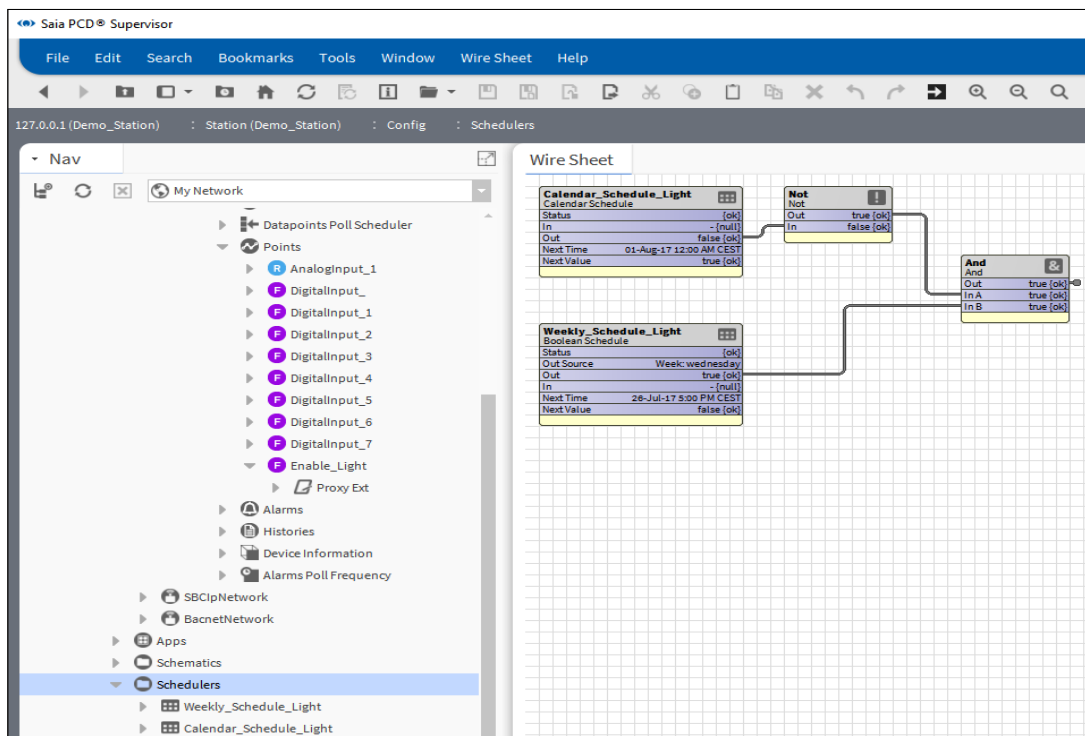 Saia PCD® Supervisor
File Edit Search Bookmarks Tools Window Wire Sheet Help
127.0.0.1 (Demo_Station) : Station (Demo_Station) : Config : Schedulers
Nav
My Network
Datapoints Poll Scheduler
Points
R AnalogInput_1
F DigitalInput_
F DigitalInput_1
F DigitalInput_2
F DigitalInput_3
F DigitalInput_4
F DigitalInput_5
F DigitalInput_6
F DigitalInput_7
F Enable_Light
Proxy Ext
Alarms
Histories
Device Information
Alarms Poll Frequency
SBCIpNetwork
BacnetNetwork
Apps
Schematics
Schedulers
Weekly_Schedule_Light
Calendar_Schedule_Light
Wire Sheet
Calendar_Schedule_Light
Calendar Schedule
Status {ok}
In - {null}
Out false {ok}
Next Time 01-Aug-17 12:00 AM CEST
Next Value true {ok}
Not
Not
Out true {ok}
In false {ok}
And
And
&
Out true {ok}
In A true {ok}
In B true {ok}
Weekly_Schedule_Light
Boolean Schedule
Status {ok}
Out Source Week: wednesday
Out true {ok}
In - {null}
Next Time 26-Jul-17 5:00 PM CEST
Next Value false {ok}